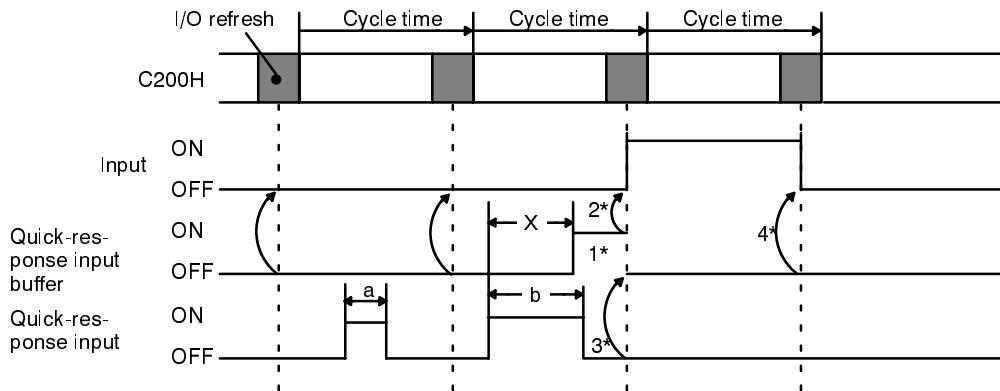 I/O refresh
Cycle time
Cycle time
Cycle time
C200H
Input
ON
OFF
Quick-res-
ponse input
buffer
ON
OFF
X
2*
1*
4*
Quick-res-
ponse input
ON
OFF
a
b
3*